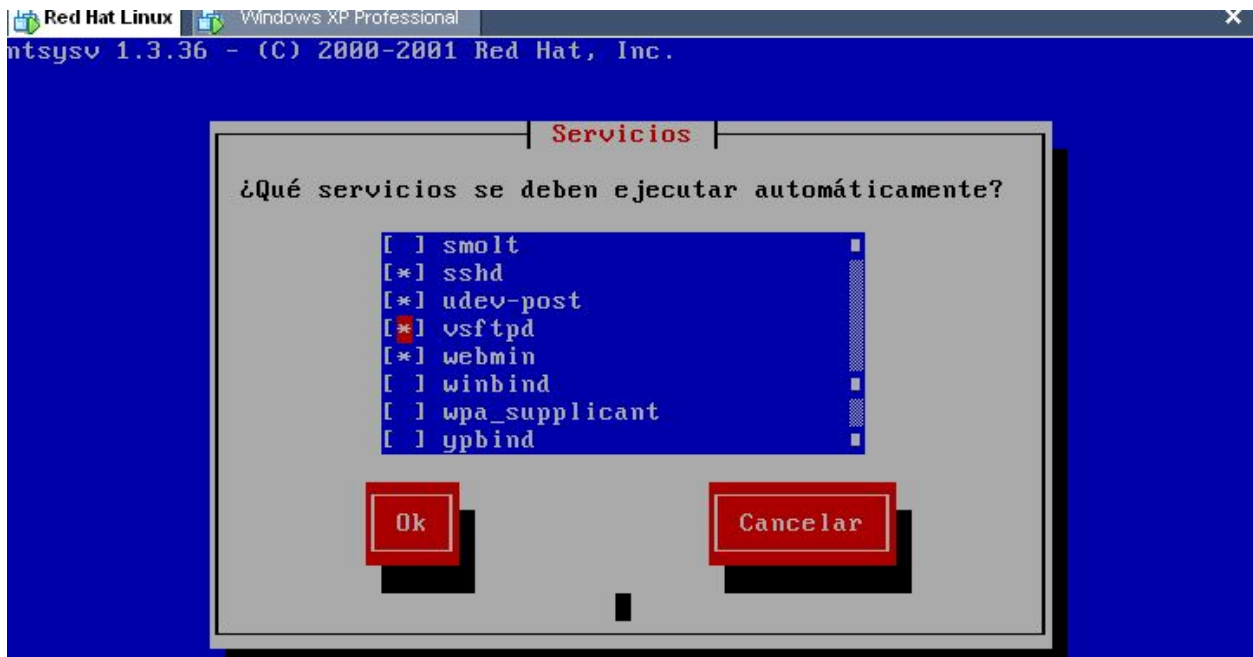 Red Hat Linux Windows XP Professional
ntsysv 1.3.36 - (C) 2000-2001 Red Hat, Inc.
Servicios
¿Qué servicios se deben ejecutar automáticamente?
[ ] smolt
[*] sshd
[*] udev-post
[*] vsftpd
[*] webmin
[ ] winbind
[ ] wpa_supplicant
[ ] ypbind
Ok Cancelar